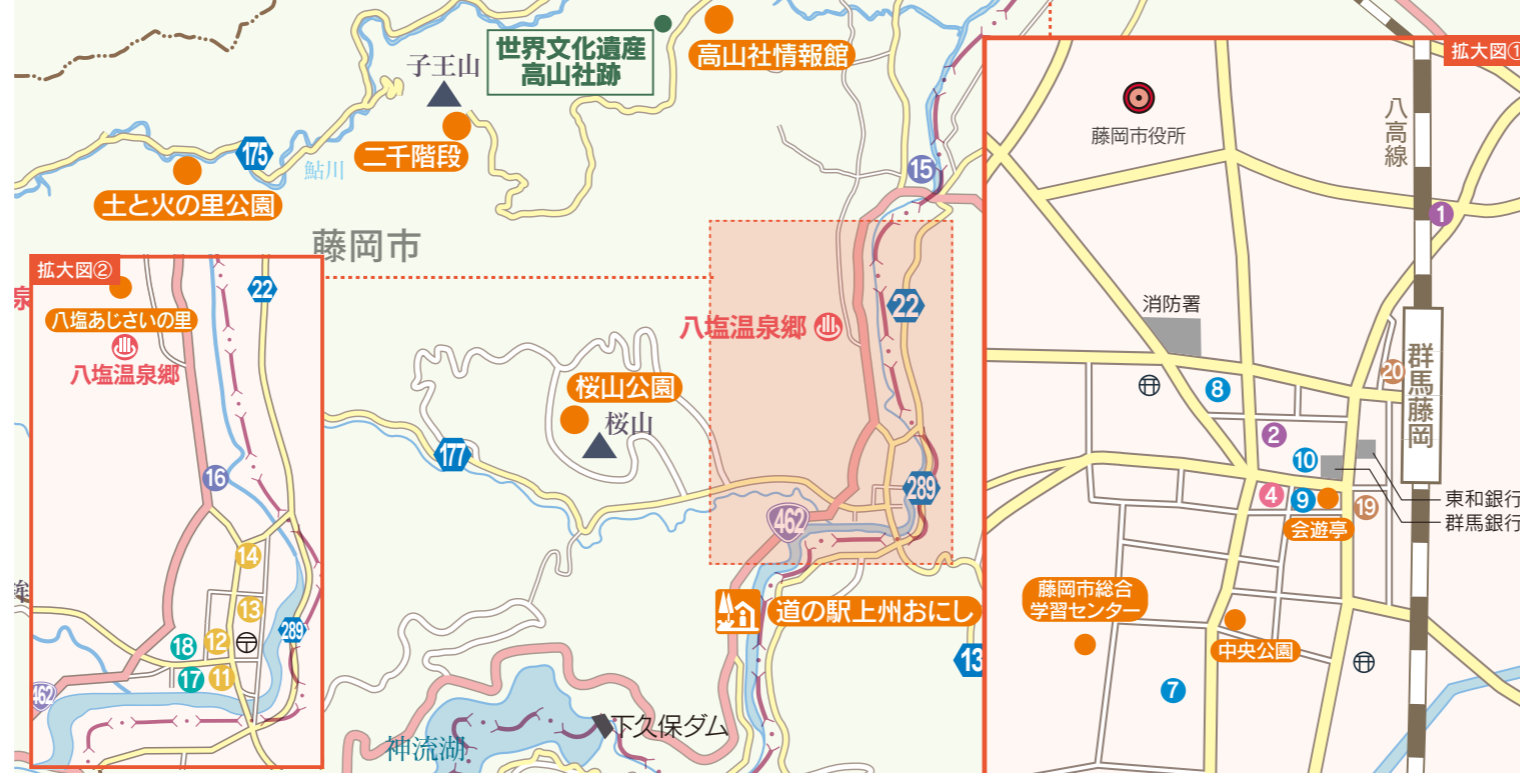 世界文化遺産
高山社跡
高山社情報館
子王山
二千階段
175
鮎川
土と火の里公園
藤岡市
15
22
八塩温泉郷
桜山公園
桜山
177
289
462
道の駅上州おにし
13
下久保ダム
神流湖
泉
拡大図②
八塩あじさいの里
八塩温泉郷
22
16
14
13
12
11
18
17
289
462
拡大図①
藤岡市役所
八高線
1
消防署
20
群馬藤岡
8
2
10
4
9
19
会遊亭
東和銀行
群馬銀行
藤岡市総合
学習センター
中央公園
7